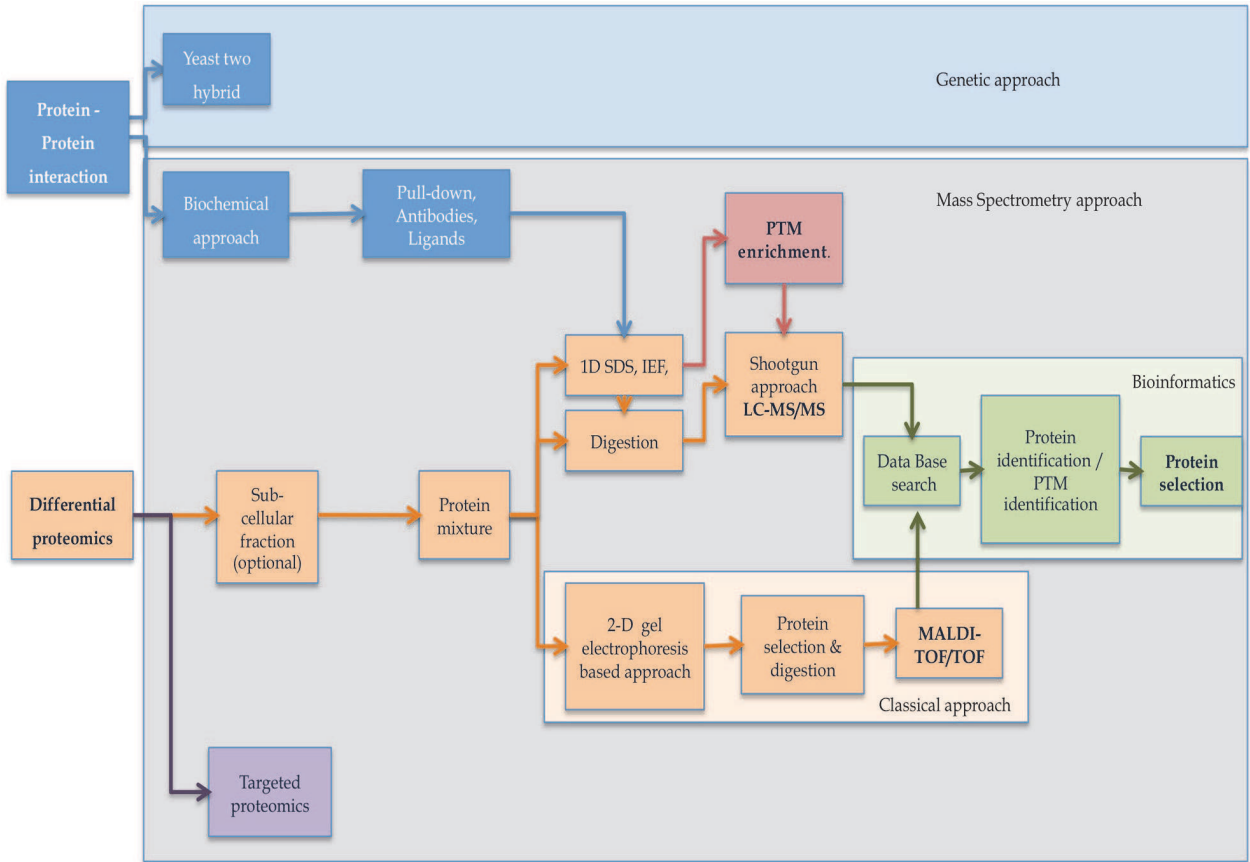 Yeast two
hybrid
Genetic approach
Protein -
Protein
interaction
Biochemical
approach
Pull-down,
Antibodies,
Ligands
Mass Spectrometry approach
PTM
enrichment.
1D SDS, IEF,
Digestion
Shootgun
approach
LC-MS/MS
Bioinformatics
Data Base
search
Protein
identification /
PTM
identification
Protein
selection
Differential
proteomics
Sub-
cellular
fraction
(optional)
Protein
mixture
2-D gel
electrophoresis
based approach
Protein
selection &
digestion
MALDI-
TOF/TOF
Classical approach
Targeted
proteomics